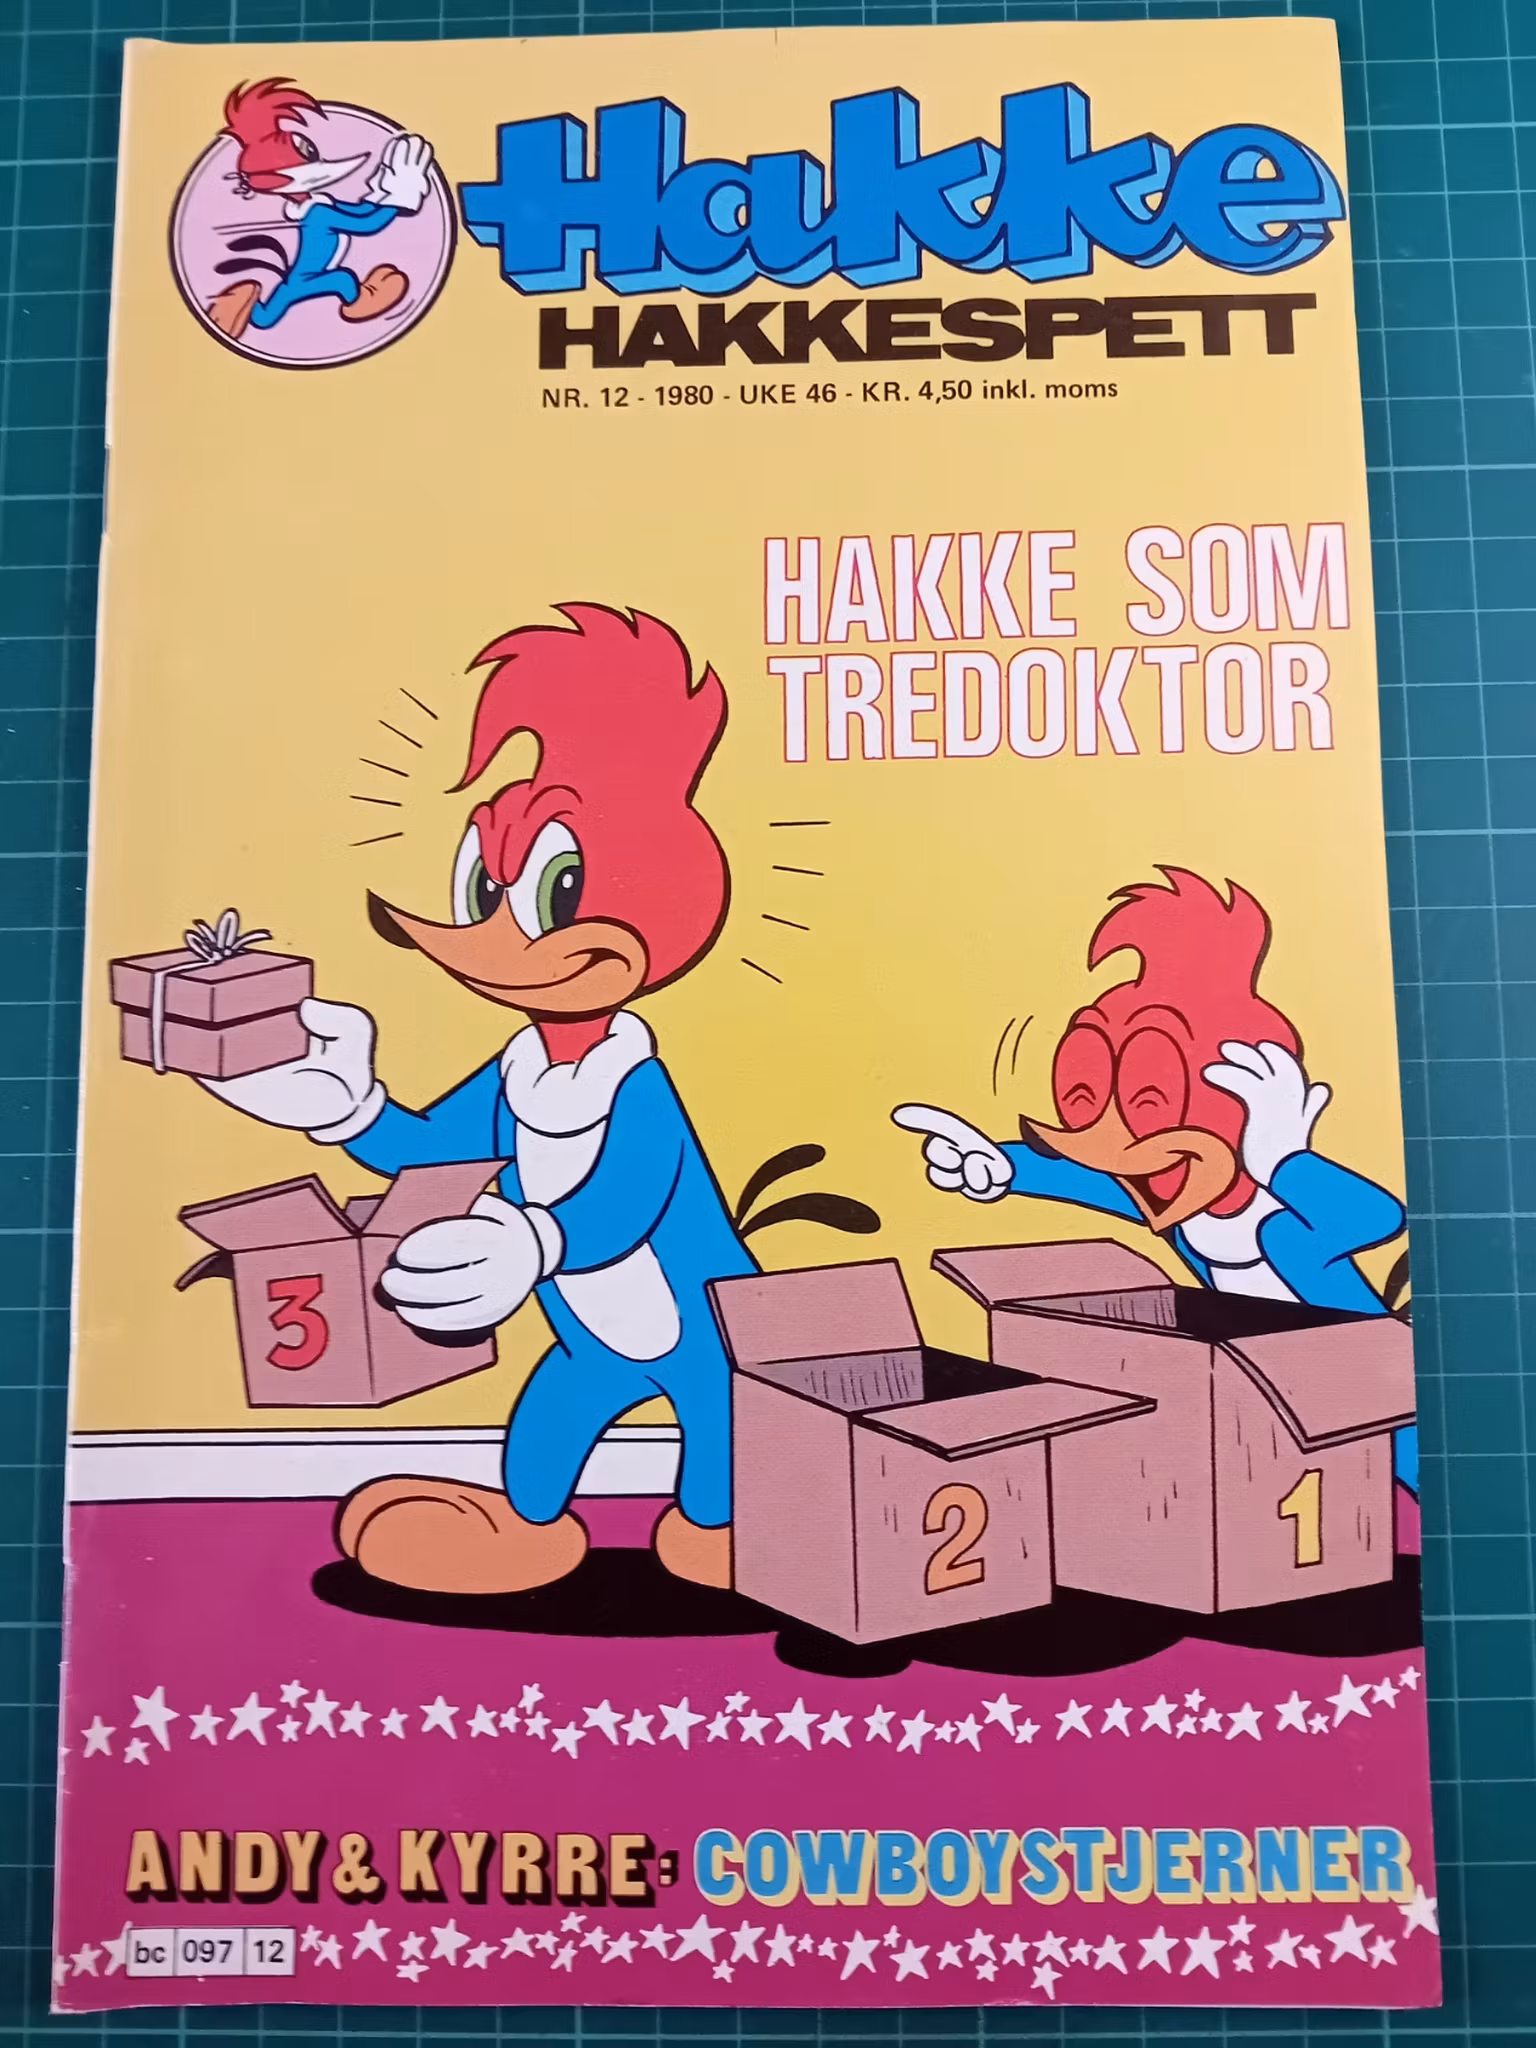 Hakke
HAKKESPETT
NR. 12 - 1980 - UKE 46 - KR. 4,50 inkl. moms
HAKKE SOM
TREDOKTOR
3
2
1
ANDY & KYRRE: COWBOYSTJERNER
bc 097 12